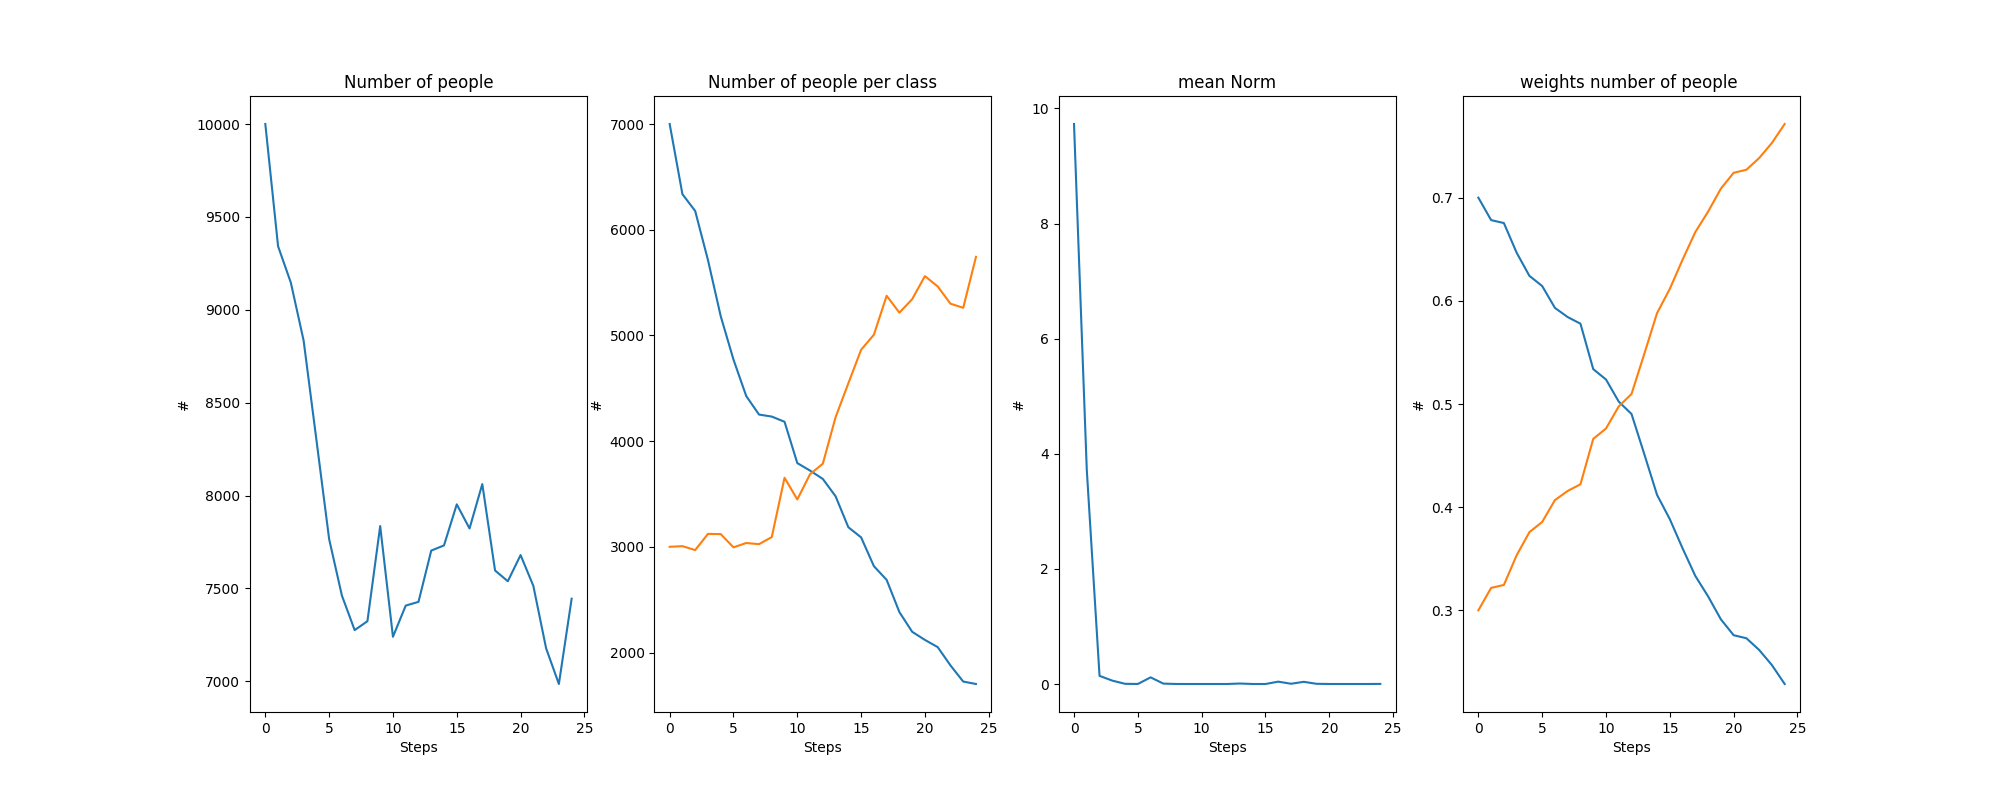 Number of people
10000
9500
9000
8500
8000
7500
7000
#
0 5 10 15 20 25
Steps
Number of people per class
7000
6000
5000
4000
3000
2000
#
0 5 10 15 20 25
Steps
mean Norm
10
8
6
4
2
0
#
0 5 10 15 20 25
Steps
weights number of people
0.7
0.6
0.5
0.4
0.3
#
0 5 10 15 20 25
Steps